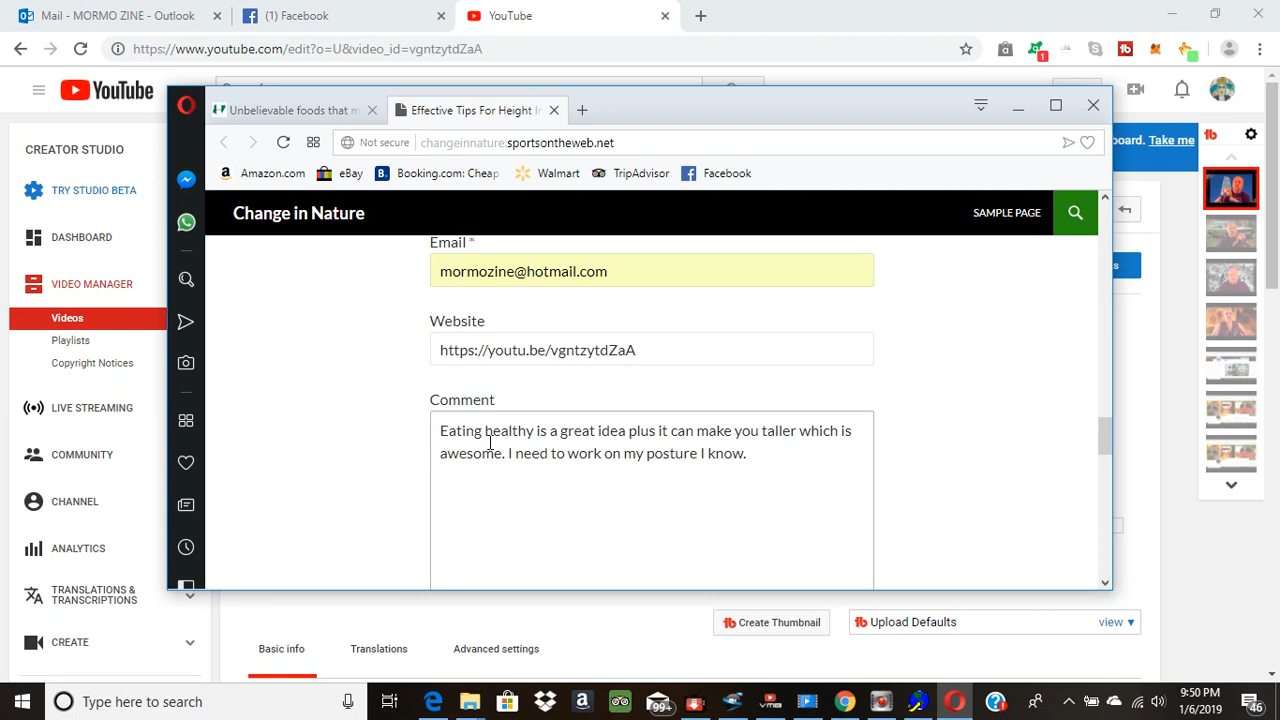 Mail - MORMO ZINE - Outlook
(1) Facebook
YouTube
https://www.youtube.com/edit?o=U&video_id=vgntzytdZaA
1
YouTube
CREATOR STUDIO
TRY STUDIO BETA
DASHBOARD
VIDEO MANAGER
Videos
Playlists
Copyright Notices
LIVE STREAMING
COMMUNITY
CHANNEL
ANALYTICS
TRANSLATIONS &
TRANSCRIPTIONS
CREATE
Unbelievable foods that m
Effective Tips For Height In
Not secure
changeinnature.sportsontheweb.net
Amazon.com
eBay
Booking.com: Cheap
Walmart
TripAdvisor
Facebook
Change in Nature
SAMPLE PAGE
Email *
mormozine@hotmail.com
Website
https://youtu.be/vgntzytdZaA
Comment
Eating healthy is a great idea plus it can make you taller which is
awesome. I need to work on my posture I know.
board. Take me
s
Create Thumbnail
Upload Defaults
view ▼
Basic info
Translations
Advanced settings
Type here to search
99+
9:50 PM
1/6/2019
46